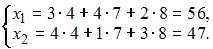 x₁ = 3 · 4 + 4 · 7 + 2 · 8 = 56,
x₂ = 4 · 4 + 1 · 7 + 3 · 8 = 47.